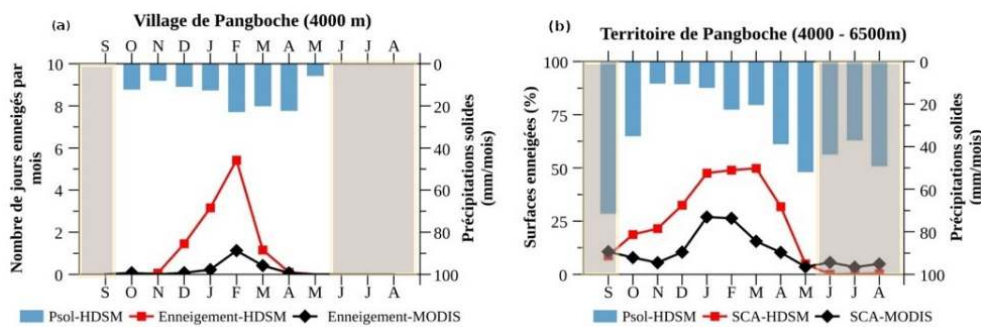 (a)
Village de Pangboche (4000 m)
S O N D J F M A M J J A
10 8 6 4 2 0
Nombre de jours enneigés par
mois
0 20 40 60 80 100
Précipitations solides
(mm/mois)
S O N D J F M A M J J A
Psol-HDSM Enneigement-HDSM Enneigement-MODIS
(b)
Territoire de Pangboche (4000 - 6500m)
S O N D J F M A M J J A
100 75 50 25 0
Surfaces enneigées (%)
0 20 40 60 80 100
Précipitations solides
(mm/mois)
S O N D J F M A M J J A
Psol-HDSM SCA-HDSM SCA-MODIS